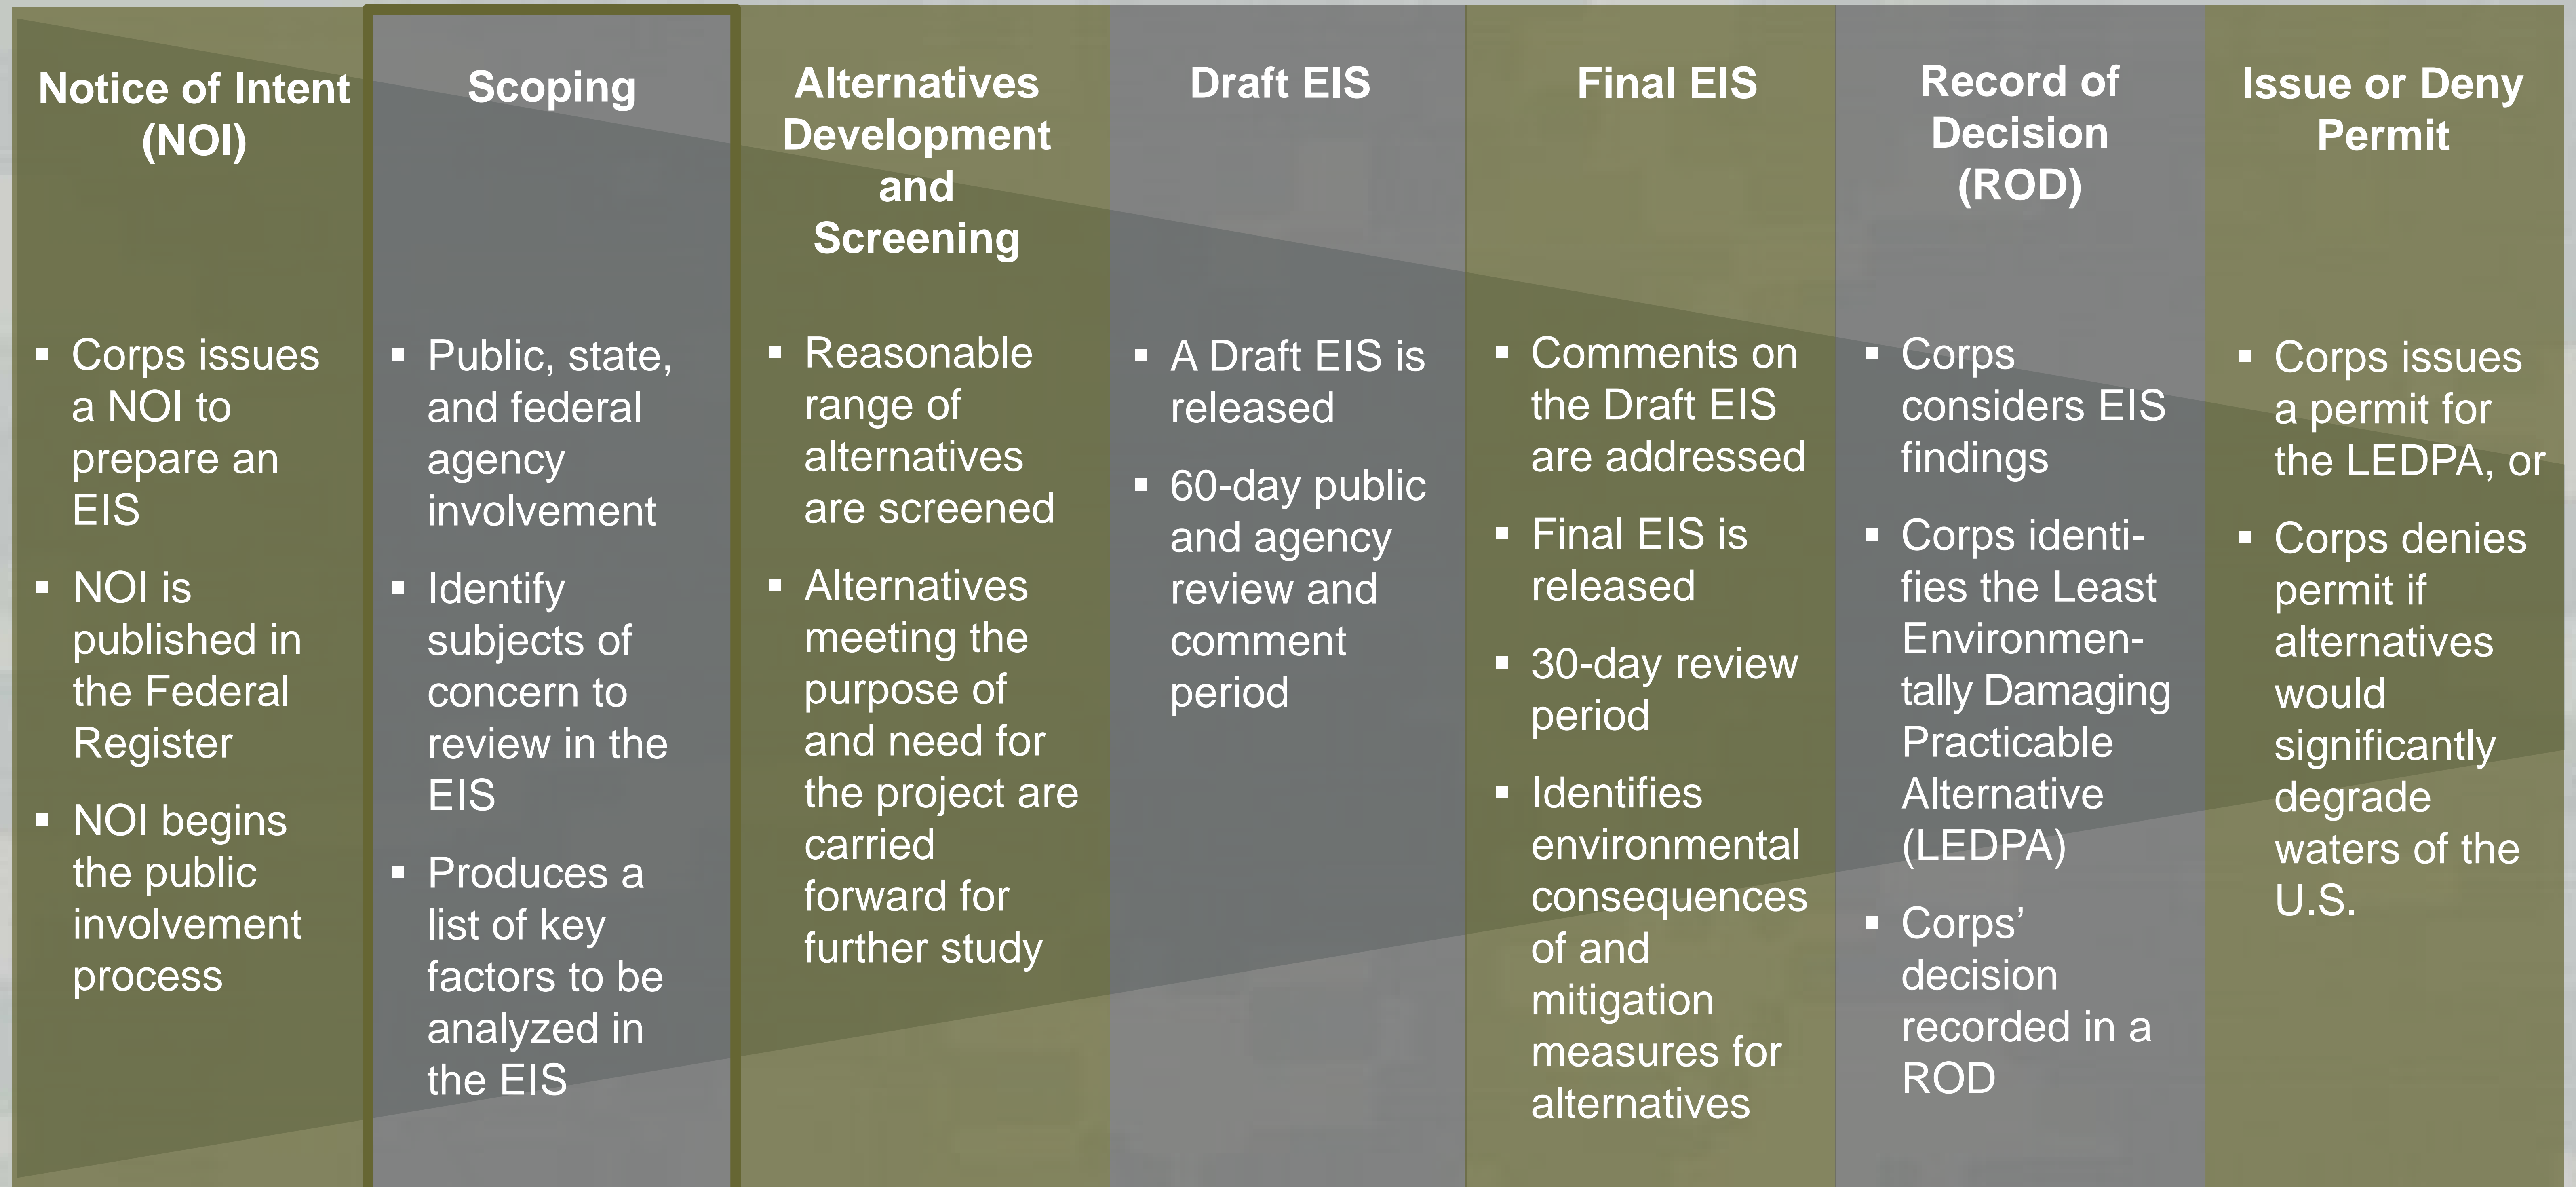 Notice of Intent
(NOI)
▪ Corps issues
a NOI to
prepare an
EIS
▪ NOI is
published in
the Federal
Register
▪ NOI begins
the public
involvement
process
Scoping
▪ Public, state,
and federal
agency
involvement
▪ Identify
subjects of
concern to
review in the
EIS
▪ Produces a
list of key
factors to be
analyzed in
the EIS
Alternatives
Development
and
Screening
▪ Reasonable
range of
alternatives
are screened
▪ Alternatives
meeting the
purpose of
and need for
the project are
carried
forward for
further study
Draft EIS
▪ A Draft EIS is
released
▪ 60-day public
and agency
review and
comment
period
Final EIS
▪ Comments on
the Draft EIS
are addressed
▪ Final EIS is
released
▪ 30-day review
period
▪ Identifies
environmental
consequences
of and
mitigation
measures for
alternatives
Record of
Decision
(ROD)
▪ Corps
considers EIS
findings
▪ Corps identi-
fies the Least
Environmen-
tally Damaging
Practicable
Alternative
(LEDPA)
▪ Corps’
decision
recorded in a
ROD
Issue or Deny
Permit
▪ Corps issues
a permit for
the LEDPA, or
▪ Corps denies
permit if
alternatives
would
significantly
degrade
waters of the
U.S.